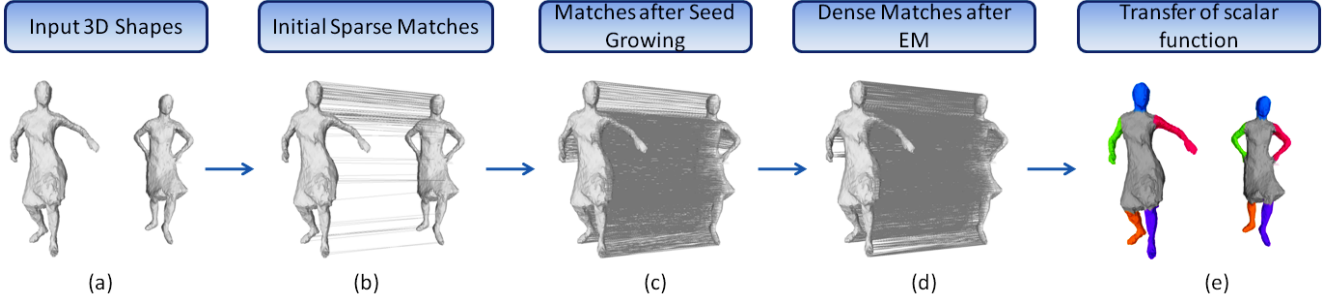 Input 3D Shapes
Initial Sparse Matches
Matches after Seed
Growing
Dense Matches after
EM
Transfer of scalar
function
(a)
(b)
(c)
(d)
(e)